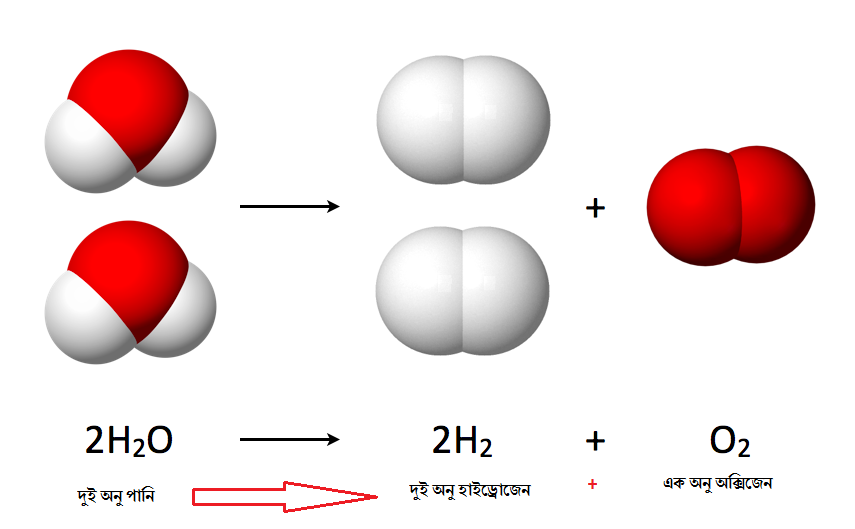 +
2H₂O → 2H₂ + O₂
দুই অনু পানি দুই অনু হাইড্রোজেন + এক অনু অক্সিজেন